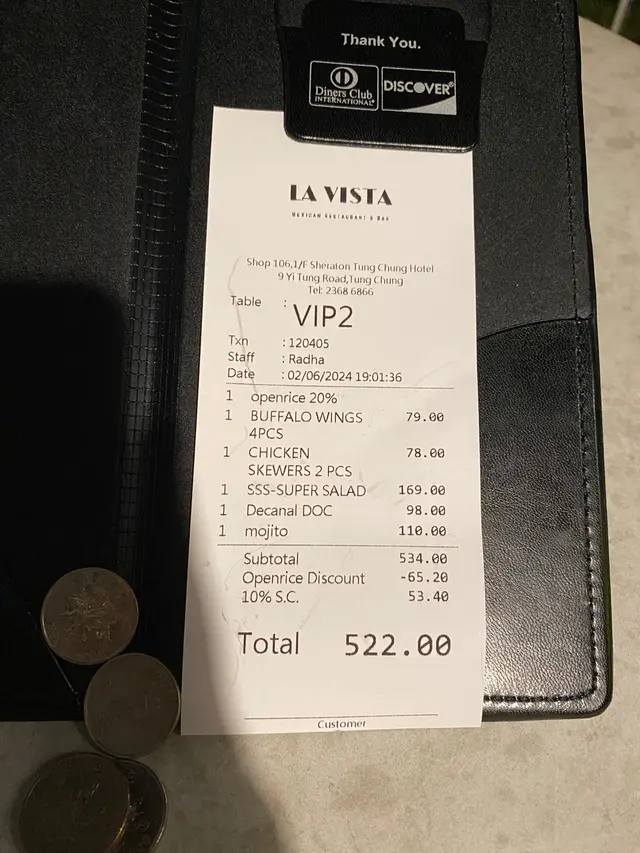 Thank You.
Diners Club
INTERNATIONAL®
DISCOVER®
LA VISTA
MEXICAN RESTAURANT & BAR
Shop 106,1/F Sheraton Tung Chung Hotel
9 Yi Tung Road,Tung Chung
Tel: 2368 6866
Table : VIP2
Txn : 120405
Staff : Radha
Date : 02/06/2024 19:01:36
1 openrice 20%
1 BUFFALO WINGS 79.00
4PCS
1 CHICKEN 78.00
SKEWERS 2 PCS
1 SSS-SUPER SALAD 169.00
1 Decanal DOC 98.00
1 mojito 110.00
Subtotal 534.00
Openrice Discount -65.20
10% S.C. 53.40
Total 522.00
Customer